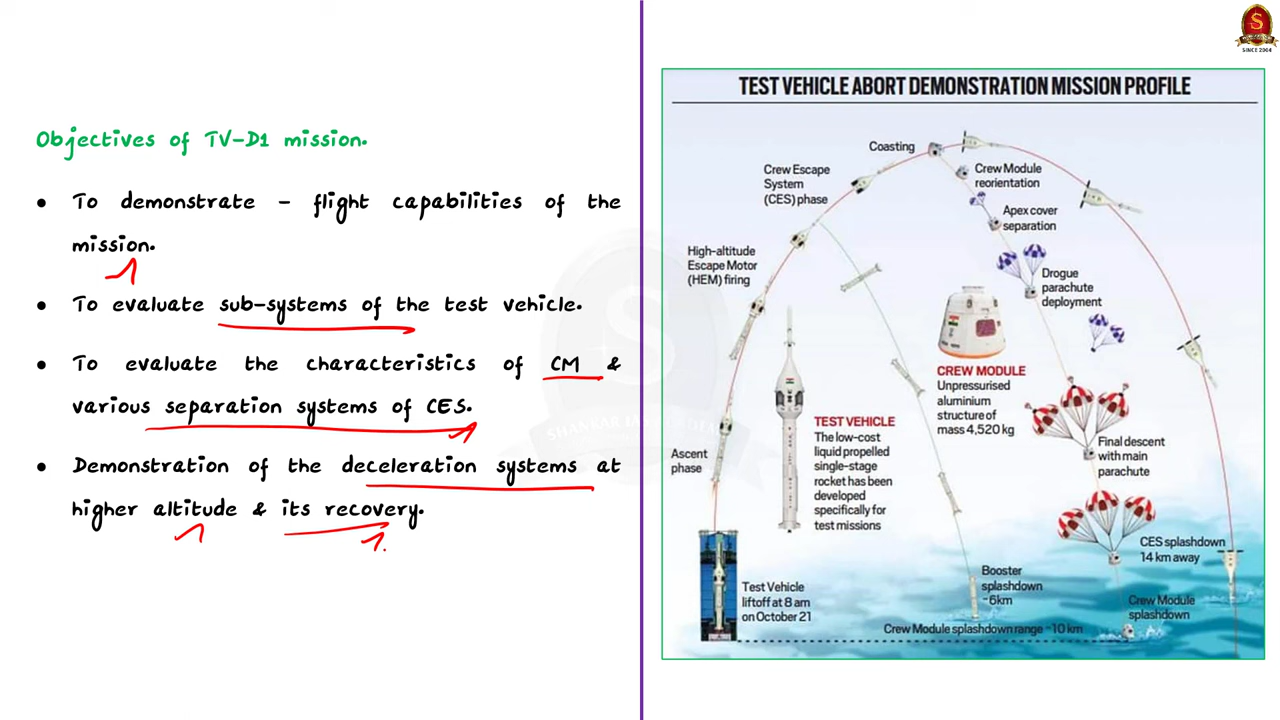 Objectives of TV-D1 mission.
• To demonstrate - flight capabilities of the
mission.
• To evaluate sub-systems of the test vehicle.
• To evaluate the characteristics of CM &
various separation systems of CES.
• Demonstration of the deceleration systems at
higher altitude & its recovery.
S
SINCE 2004
TEST VEHICLE ABORT DEMONSTRATION MISSION PROFILE
Coasting
Crew Escape
System
(CES) phase
High-altitude
Escape Motor
(HEM) firing
Ascent
phase
Test Vehicle
liftoff at 8 am
on October 21
TEST VEHICLE
The low-cost
liquid propelled
single-stage
rocket has been
developed
specifically for
test missions
Crew Module
reorientation
Apex cover
separation
Drogue
parachute
deployment
CREW MODULE
Unpressurised
aluminium
structure of
mass 4,520 kg
Final descent
with main
parachute
CES splashdown
14 km away
Booster
splashdown
~6km
Crew Module
splashdown
Crew Module splashdown range ~10 km